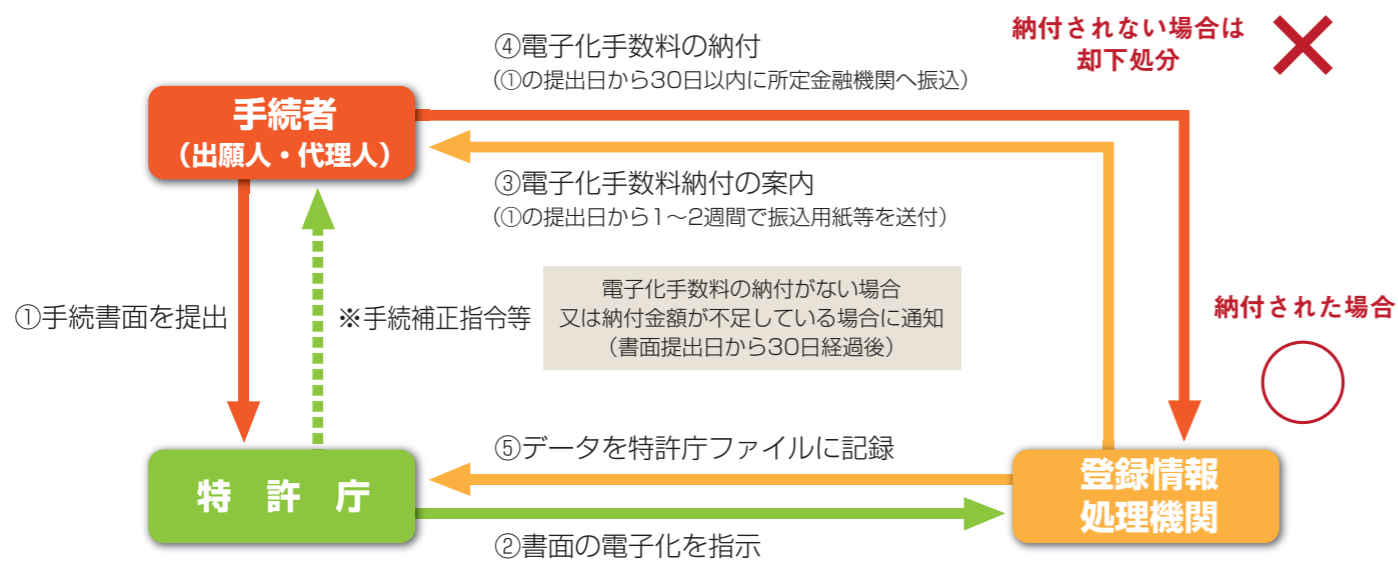 ④電子化手数料の納付
(①の提出日から30日以内に所定金融機関へ振込)
納付されない場合は
却下処分
手続者
(出願人・代理人)
③電子化手数料納付の案内
(①の提出日から1〜2週間で振込用紙等を送付)
①手続書面を提出
※手続補正指令等
電子化手数料の納付がない場合
又は納付金額が不足している場合に通知
(書面提出日から30日経過後)
納付された場合
⑤データを特許庁ファイルに記録
特 許 庁
登録情報
処理機関
②書面の電子化を指示